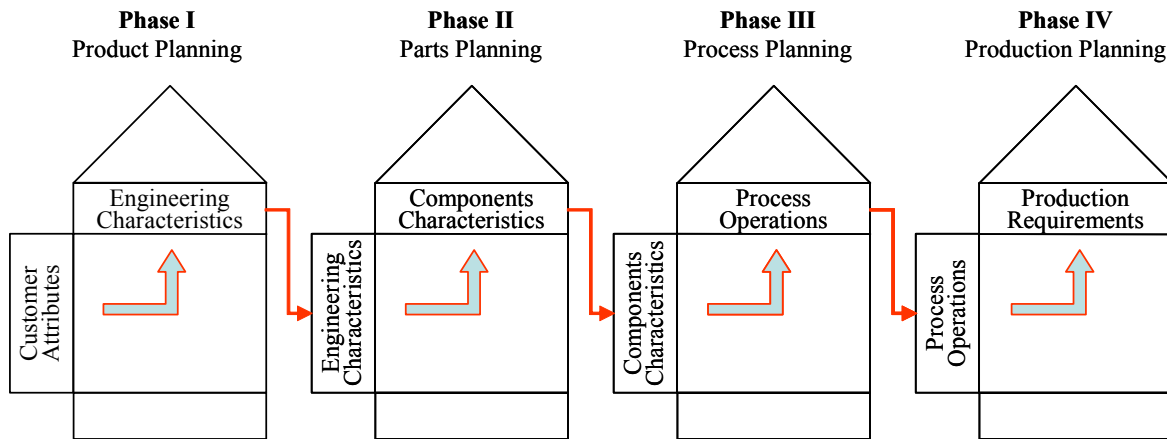 Phase I
Product Planning
Phase II
Parts Planning
Phase III
Process Planning
Phase IV
Production Planning
Engineering
Characteristics
Customer
Attributes
Components
Characteristics
Engineering
Characteristics
Process
Operations
Components
Characteristics
Production
Requirements
Process
Operations